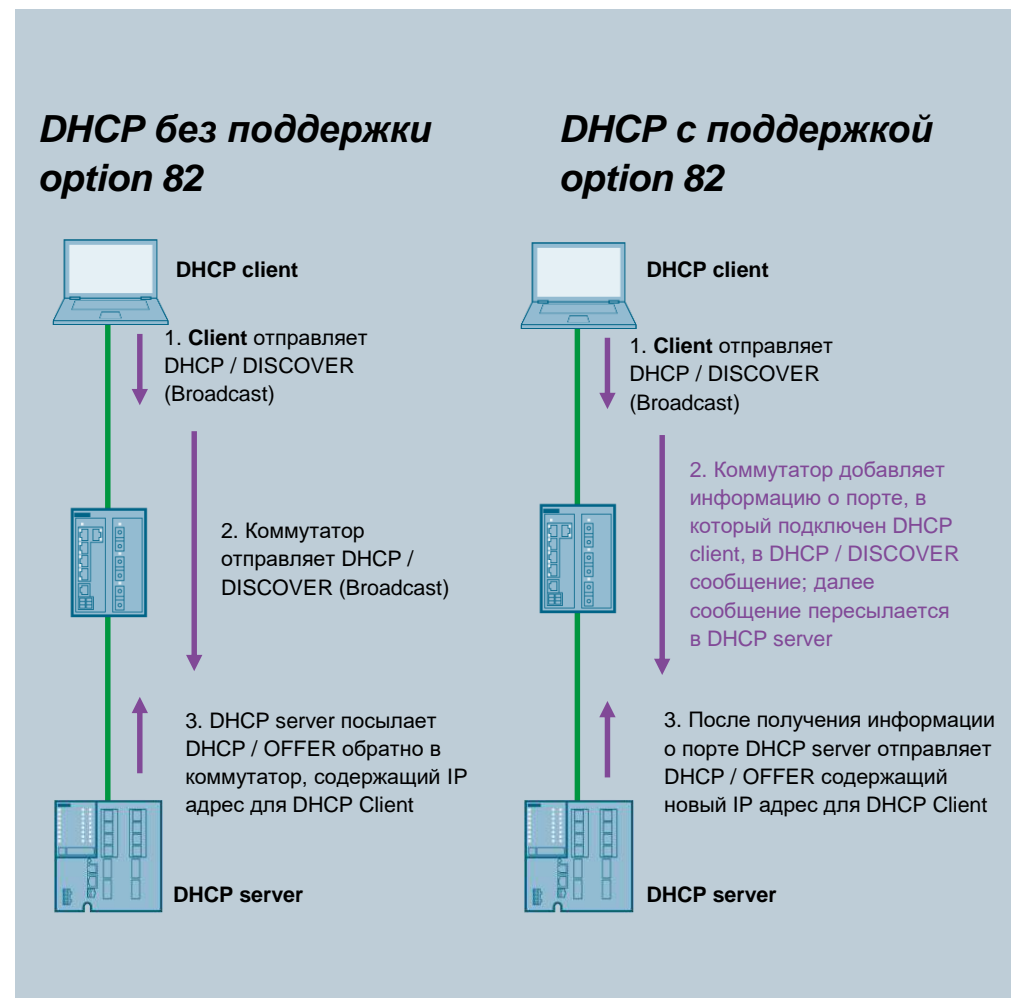 DHCP без поддержки
option 82
DHCP client
1. Client отправляет
DHCP / DISCOVER
(Broadcast)
2. Коммутатор
отправляет DHCP /
DISCOVER (Broadcast)
3. DHCP server посылает
DHCP / OFFER обратно в
коммутатор, содержащий IP
адрес для DHCP Client
DHCP server
DHCP с поддержкой
option 82
DHCP client
1. Client отправляет
DHCP / DISCOVER
(Broadcast)
2. Коммутатор добавляет
информацию о порте, в
который подключен DHCP
client, в DHCP / DISCOVER
сообщение; далее
сообщение пересылается
в DHCP server
3. После получения информации
о порте DHCP server отправляет
DHCP / OFFER содержащий
новый IP адрес для DHCP Client
DHCP server